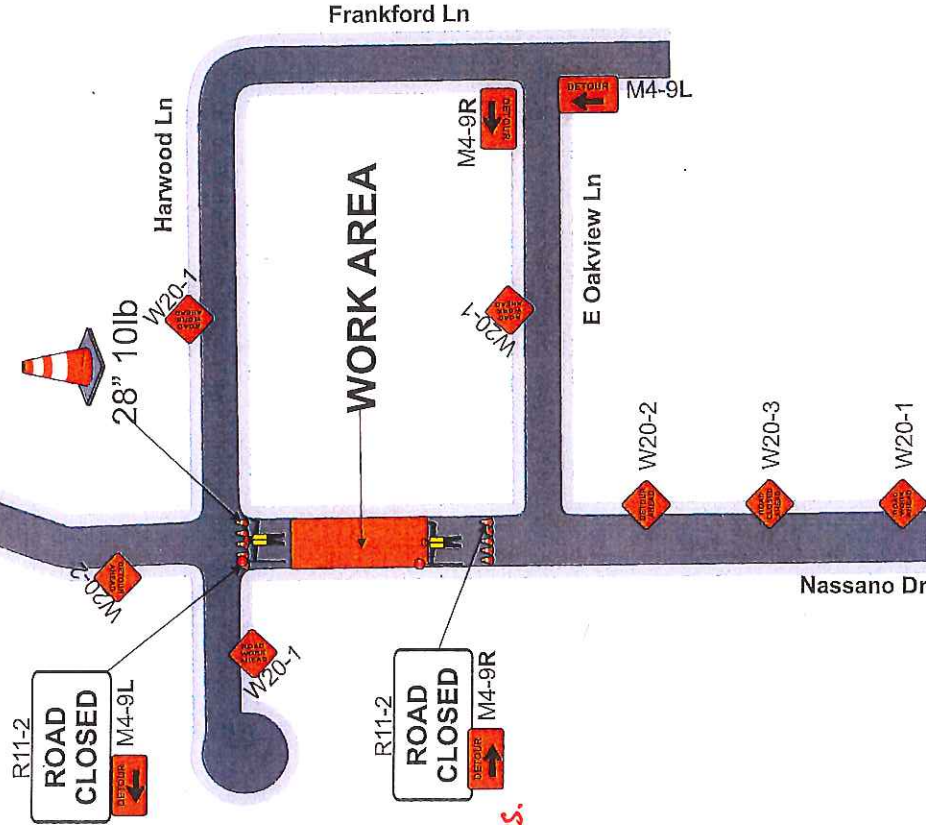 Frankford Ln
Harwood Ln
28" 10lb
W20-1
ROAD
WORK
AHEAD
WORK AREA
M4-9R
DETOUR
DETOUR
M4-9L
E Oakview Ln
W20-1
ROAD
WORK
AHEAD
W20-2
DETOUR
AHEAD
W20-1
ROAD
WORK
AHEAD
R11-2
ROAD
CLOSED
M4-9L
DETOUR
R11-2
ROAD
CLOSED
M4-9R
DETOUR
W20-2
DETOUR
AHEAD
W20-3
ROAD
CLOSED
AHEAD
W20-1
ROAD
WORK
AHEAD
Nassano Dr
s.